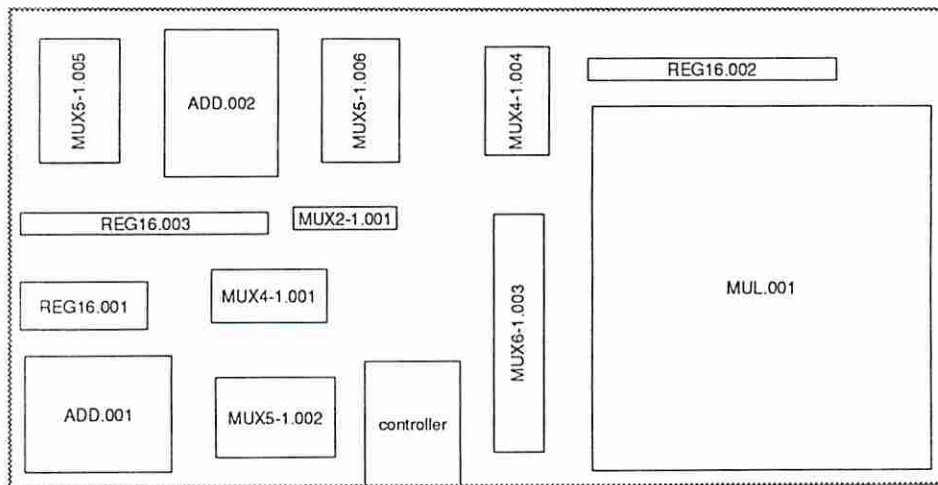 MUX5-1.005
ADD.002
MUX5-1.006
MUX4-1.004
REG16.002
REG16.003
MUX2-1.001
MUX6-1.003
MUL.001
REG16.001
MUX4-1.001
ADD.001
MUX5-1.002
controller